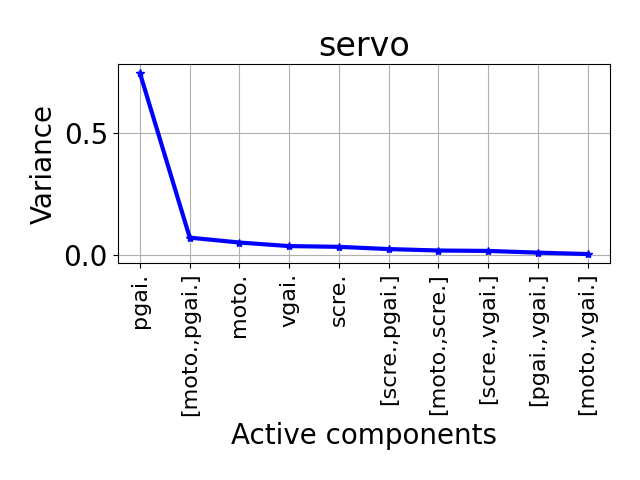 servo
Variance
0.5
0.0
pgai.
[moto.,pgai.]
moto.
vgai.
scre.
[scre.,pgai.]
[moto.,scre.]
[scre.,vgai.]
[pgai.,vgai.]
[moto.,vgai.]
Active components